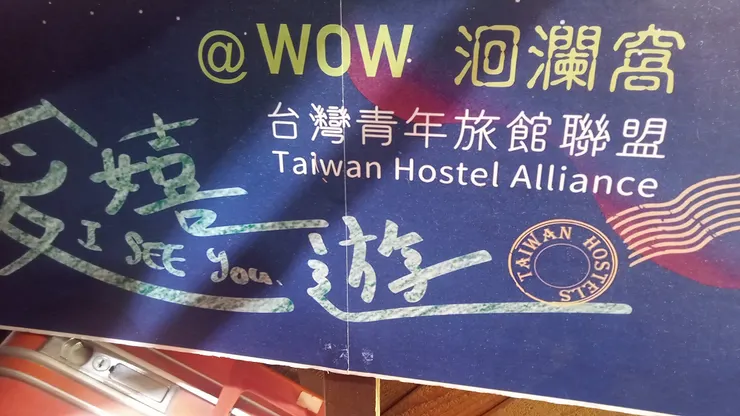 @WOW 洄瀾窩
台灣青年旅館聯盟
Taiwan Hostel Alliance
愛嬉遊
I SEE YOU.
TAIWAN HOSTELS